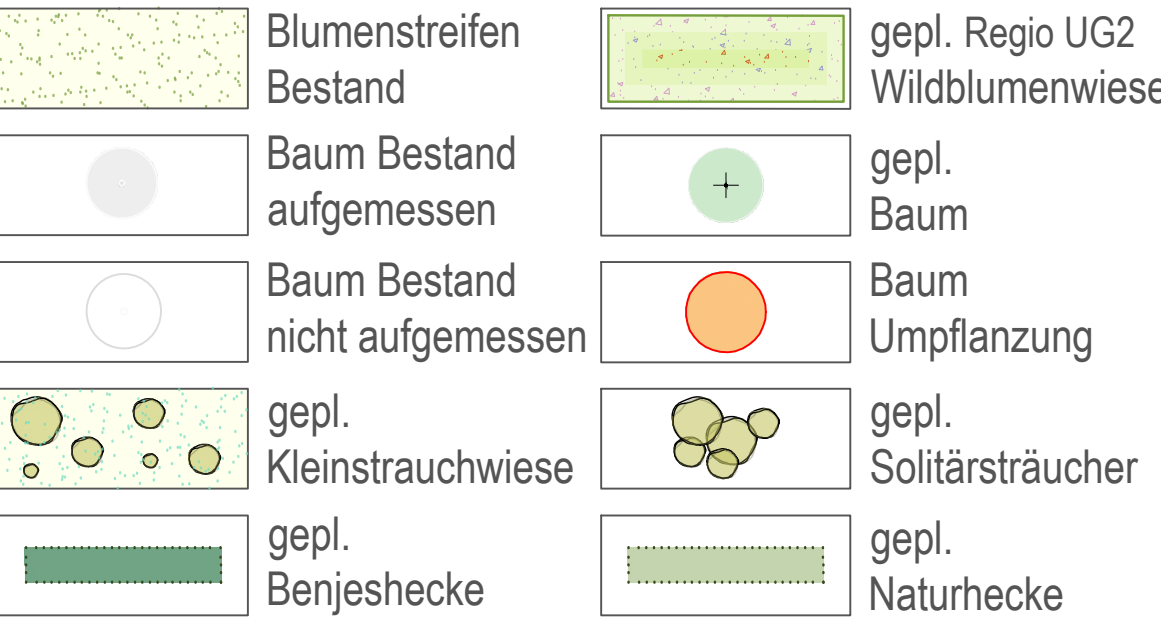 Blumenstreifen
Bestand
gepl. Regio UG2
Wildblumenwiese
Baum Bestand
aufgemessen
gepl.
Baum
Baum Bestand
nicht aufgemessen
Baum
Umpflanzung
gepl.
Kleinstrauchwiese
gepl.
Solitärsträucher
gepl.
Benjeshecke
gepl.
Naturhecke